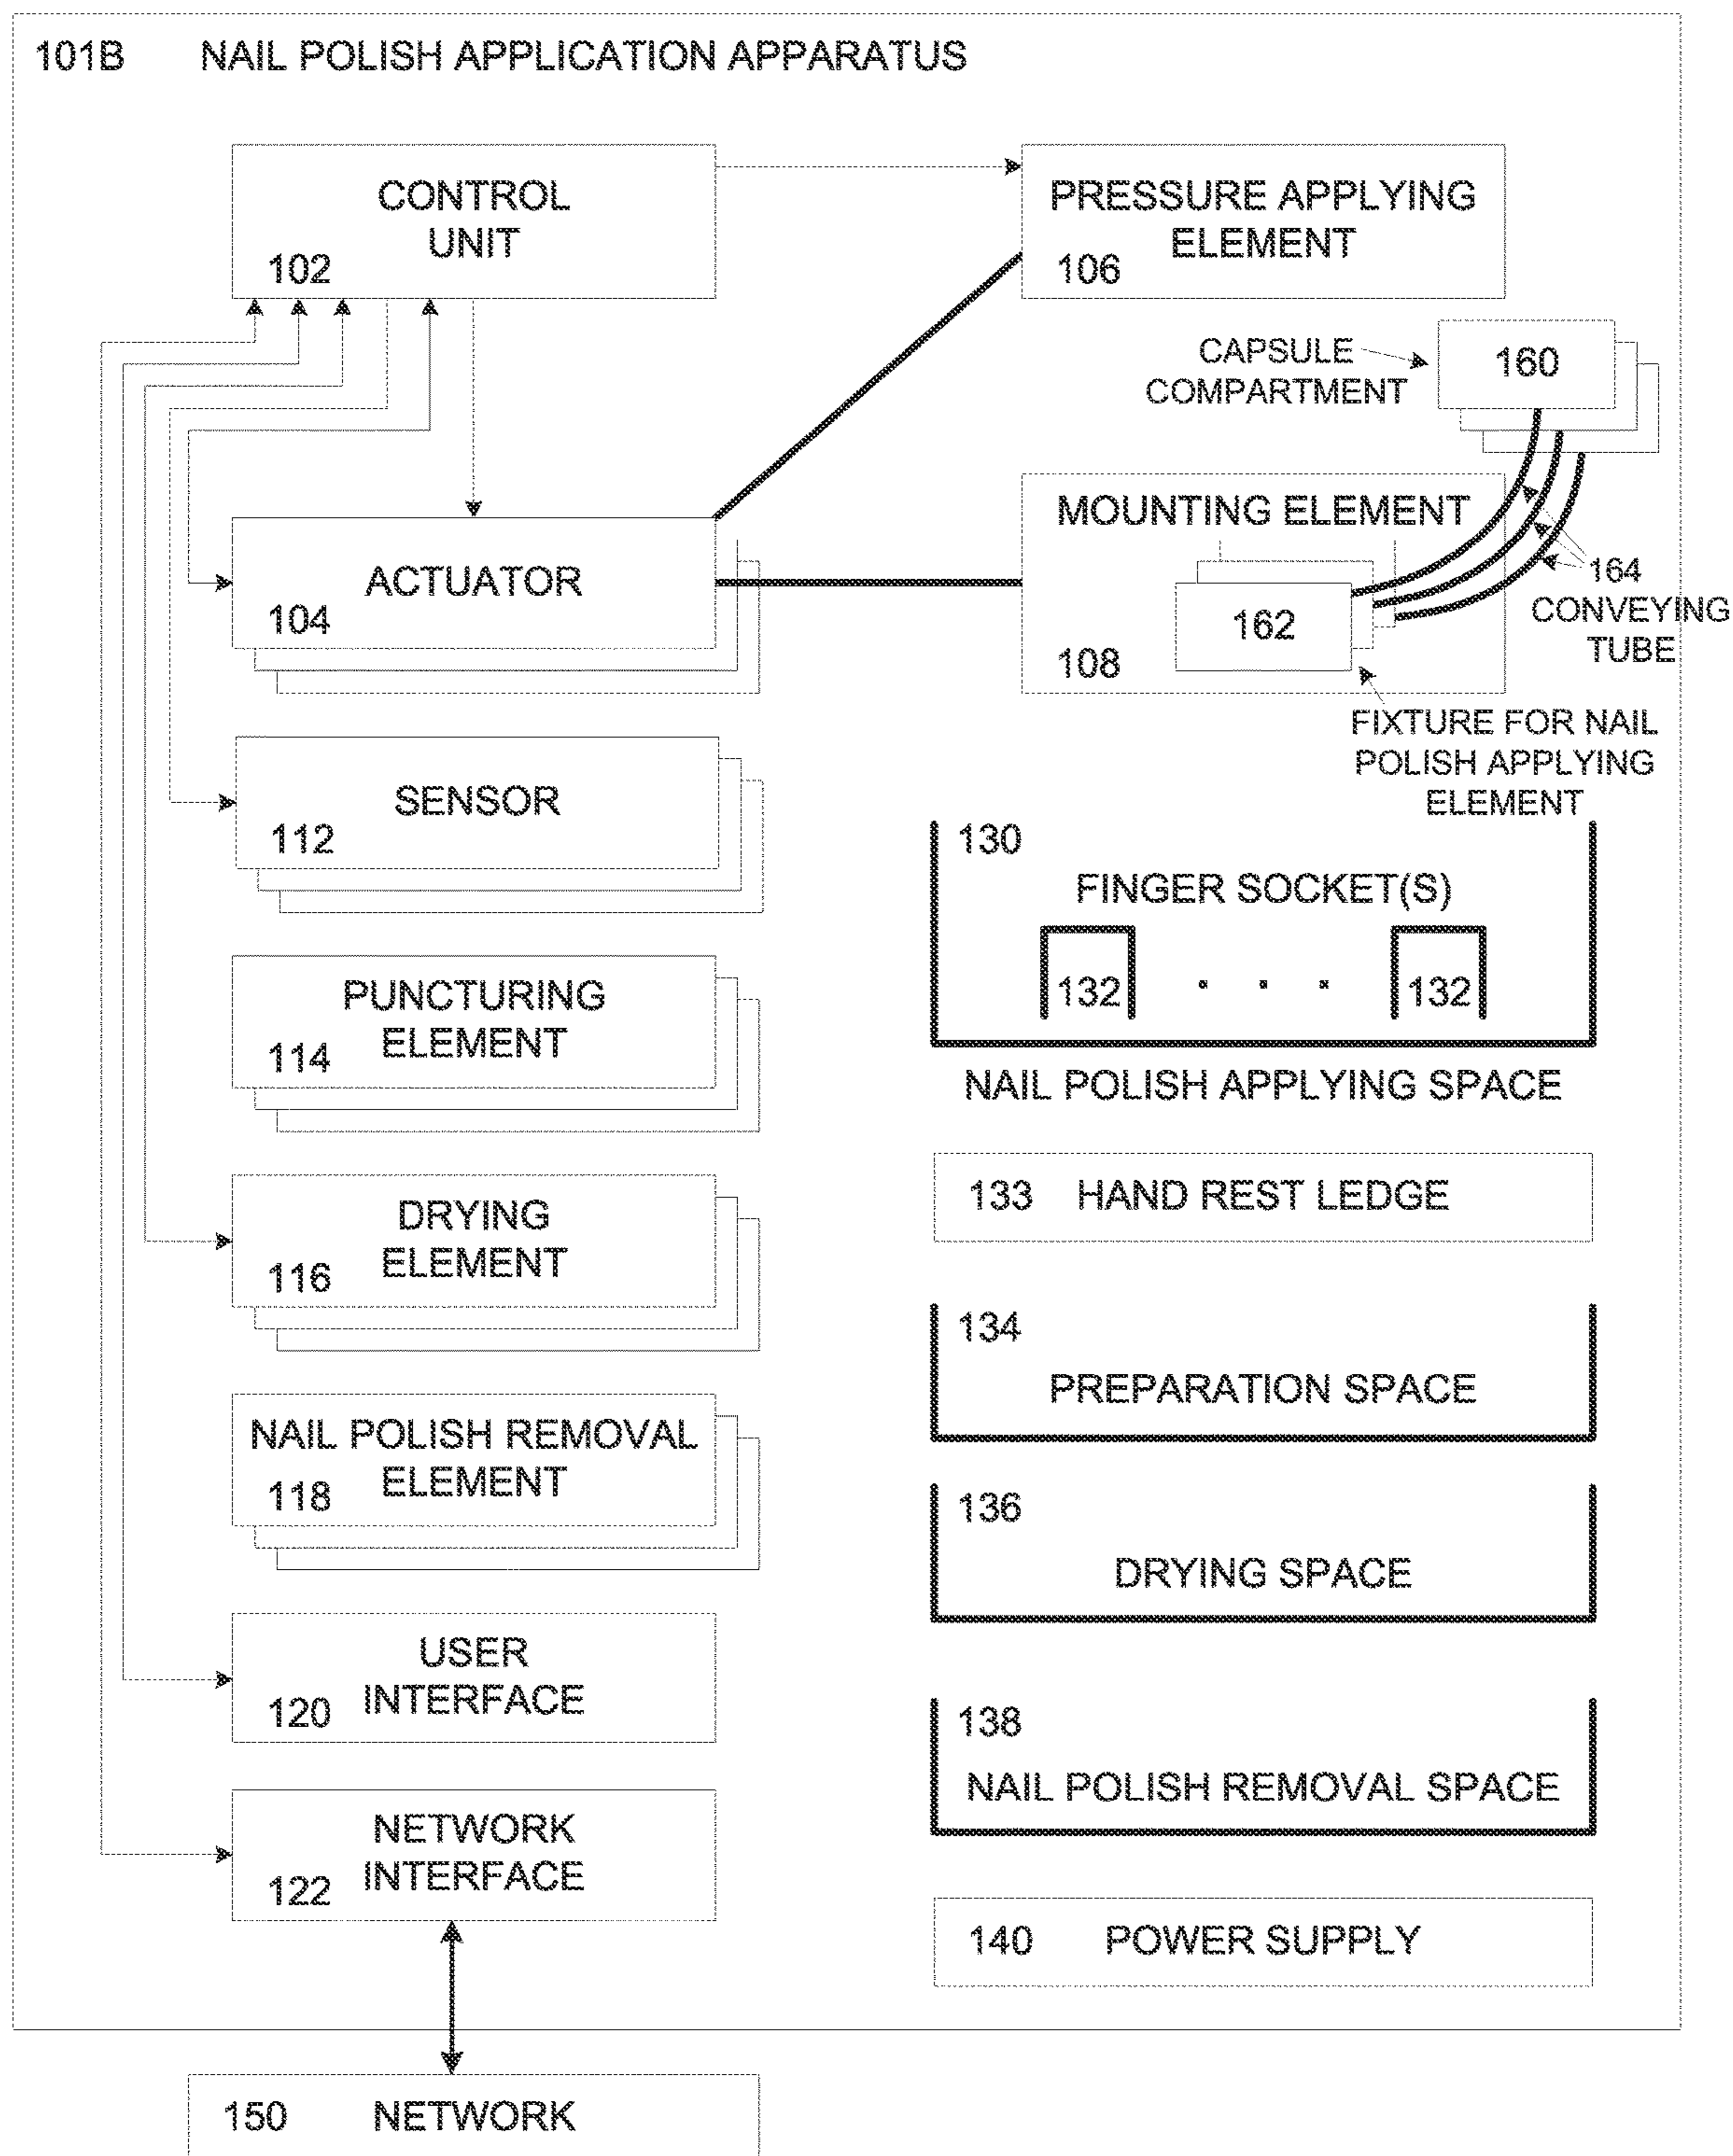 101B NAIL POLISH APPLICATION APPARATUS
CONTROL
UNIT
102
PRESSURE APPLYING
ELEMENT
106
CAPSULE
COMPARTMENT
160
ACTUATOR
104
MOUNTING ELEMENT
162
108
164
CONVEYING
TUBE
FIXTURE FOR NAIL
POLISH APPLYING
ELEMENT
SENSOR
112
130
FINGER SOCKET(S)
132 . . . 132
NAIL POLISH APPLYING SPACE
PUNCTURING
ELEMENT
114
133 HAND REST LEDGE
DRYING
ELEMENT
116
134
PREPARATION SPACE
NAIL POLISH REMOVAL
ELEMENT
118
136
DRYING SPACE
USER
INTERFACE
120
138
NAIL POLISH REMOVAL SPACE
NETWORK
INTERFACE
122
140 POWER SUPPLY
150 NETWORK